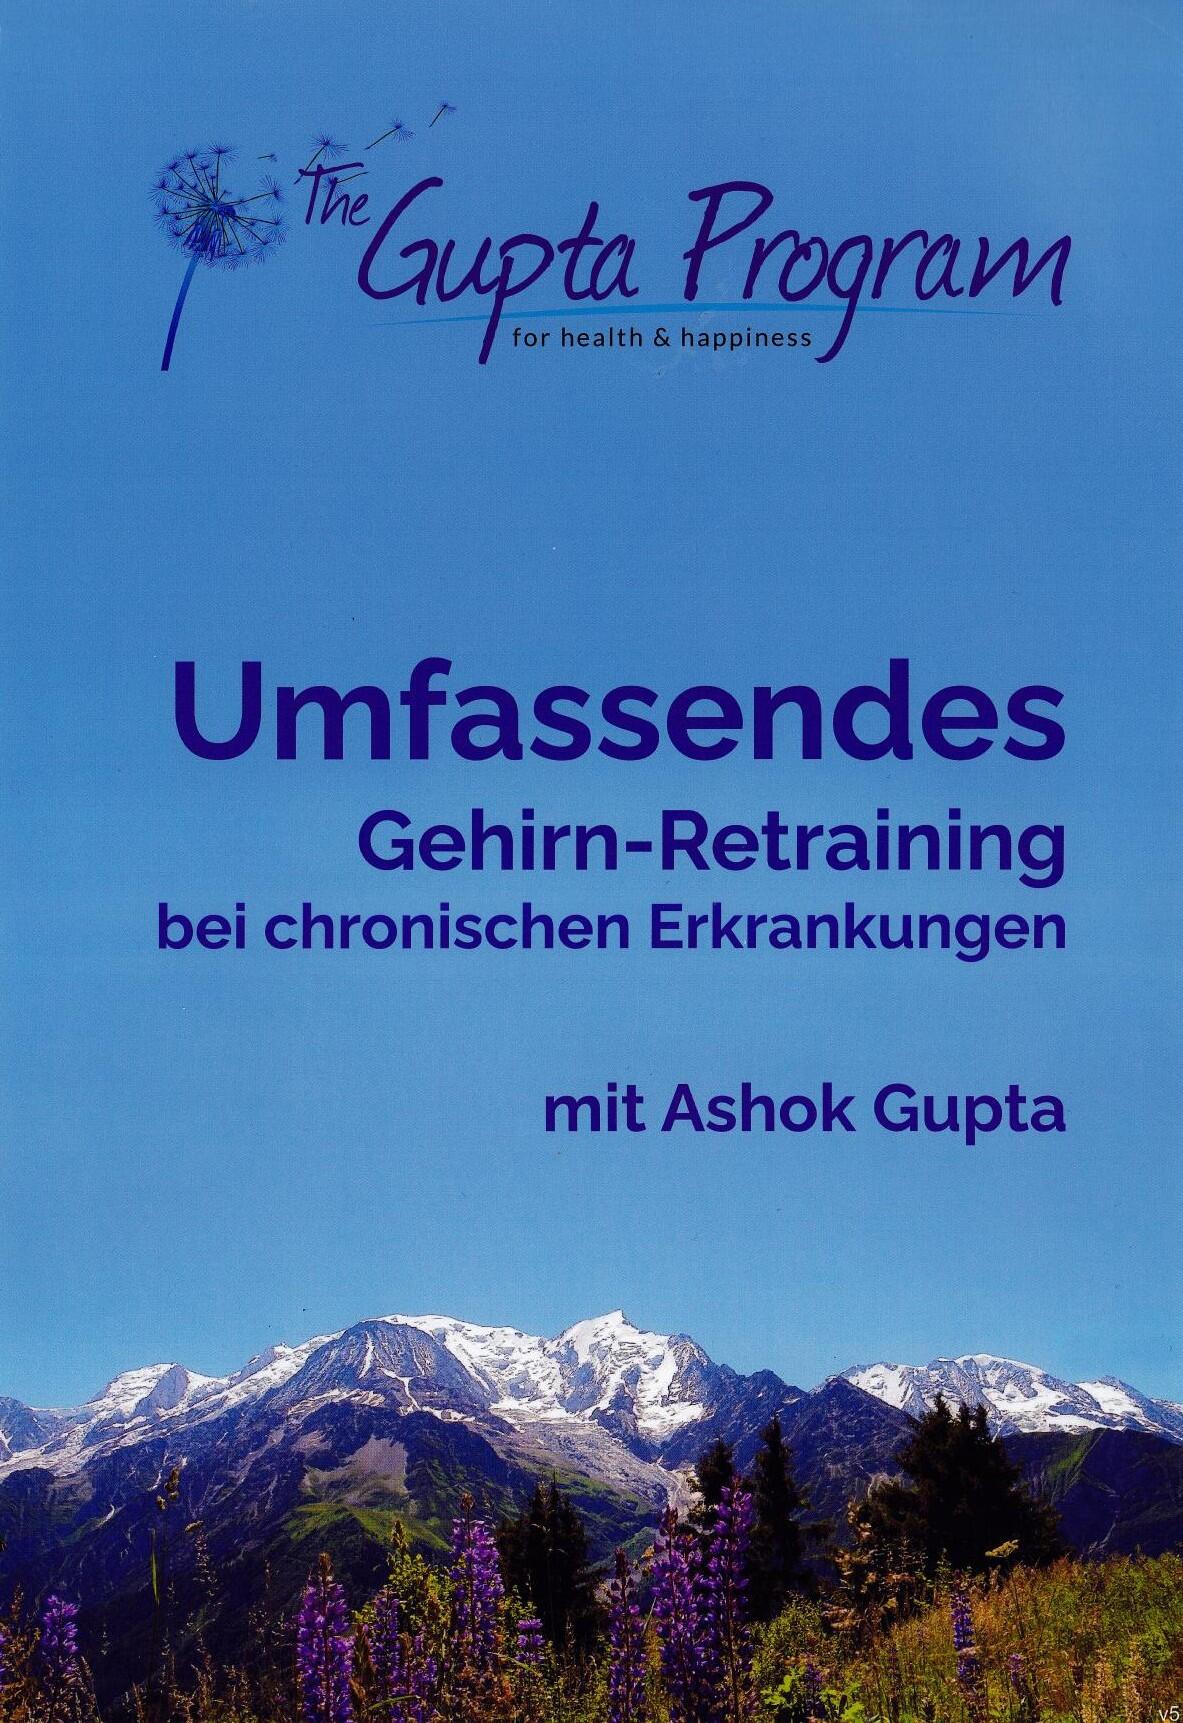 The Gupta Program
for health & happiness
Umfassendes
Gehirn-Retraining
bei chronischen Erkrankungen
mit Ashok Gupta
v5